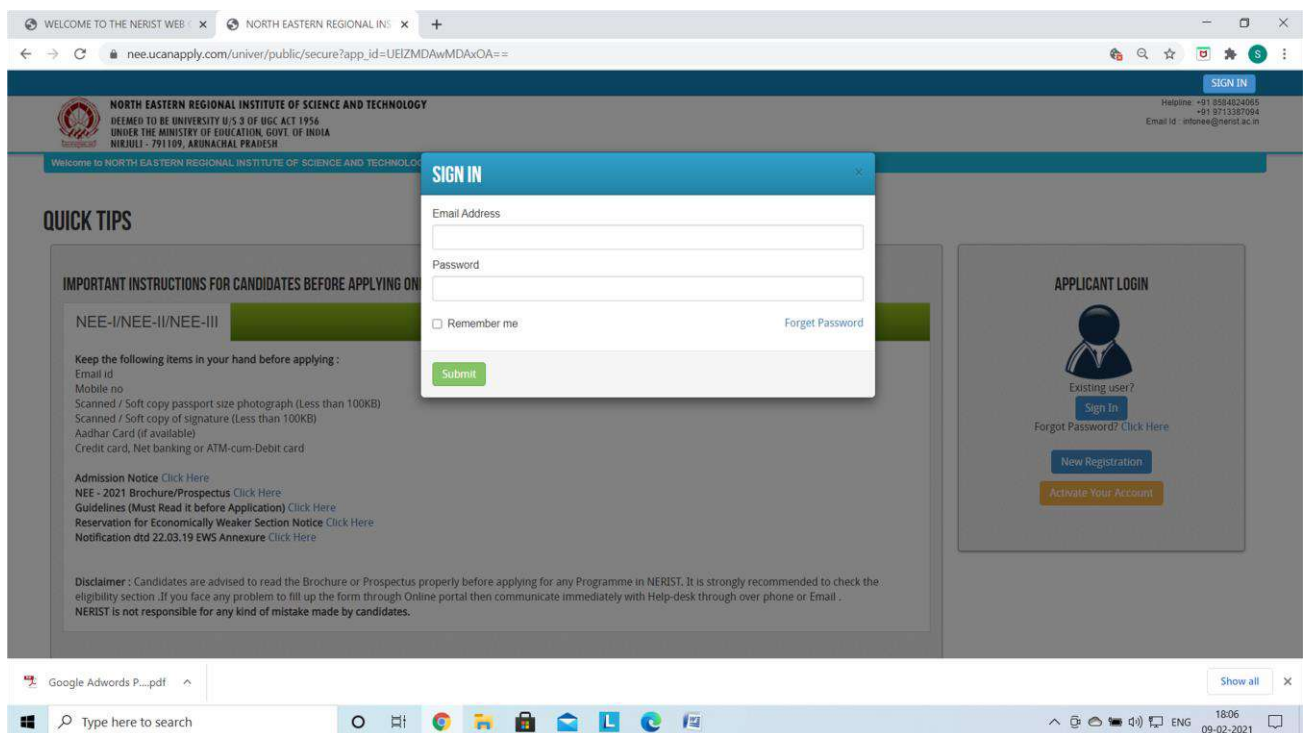 WELCOME TO THE NERIST WEB
NORTH EASTERN REGIONAL INS
nee.ucanapply.com/univer/public/secure?app_id=UElZMDAwMDAxOA==
S
SIGN IN
NORTH EASTERN REGIONAL INSTITUTE OF SCIENCE AND TECHNOLOGY
DEEMED TO BE UNIVERSITY U/S 3 OF UGC ACT 1956
UNDER THE MINISTRY OF EDUCATION, GOVT. OF INDIA
NIRJULI - 791109, ARUNACHAL PRADESH
Helpline: +91 8584824065
+91 9713387094
Email Id : infonee@nerist.ac.in
Welcome to NORTH EASTERN REGIONAL INSTITUTE OF SCIENCE AND TECHNOLOG
SIGN IN
×
Email Address
Password
Remember me
Forget Password
Submit
QUICK TIPS
IMPORTANT INSTRUCTIONS FOR CANDIDATES BEFORE APPLYING ON
NEE-I/NEE-II/NEE-III
Keep the following items in your hand before applying :
Email id
Mobile no
Scanned / Soft copy passport size photograph (Less than 100KB)
Scanned / Soft copy of signature (Less than 100KB)
Aadhar Card (if available)
Credit card, Net banking or ATM-cum-Debit card
Admission Notice Click Here
NEE - 2021 Brochure/Prospectus Click Here
Guidelines (Must Read it before Application) Click Here
Reservation for Economically Weaker Section Notice Click Here
Notification dtd 22.03.19 EWS Annexure Click Here
Disclaimer : Candidates are advised to read the Brochure or Prospectus properly before applying for any Programme in NERIST. It is strongly recommended to check the
eligibility section .If you face any problem to fill up the form through Online portal then communicate immediately with Help-desk through over phone or Email .
NERIST is not responsible for any kind of mistake made by candidates.
APPLICANT LOGIN
Existing user?
Sign In
Forgot Password? Click Here
New Registration
Activate Your Account
Google Adwords P....pdf
Show all
Type here to search
L
ENG
18:06
09-02-2021